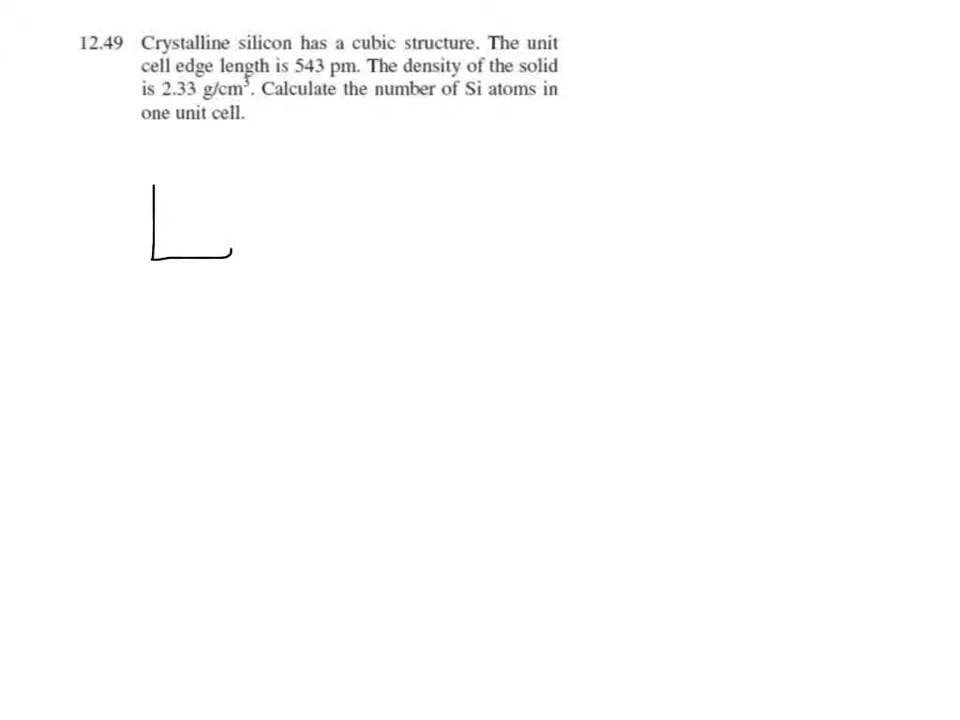 12.49 Crystalline silicon has a cubic structure. The unit
cell edge length is 543 pm. The density of the solid
is 2.33 g/cm³. Calculate the number of Si atoms in
one unit cell.